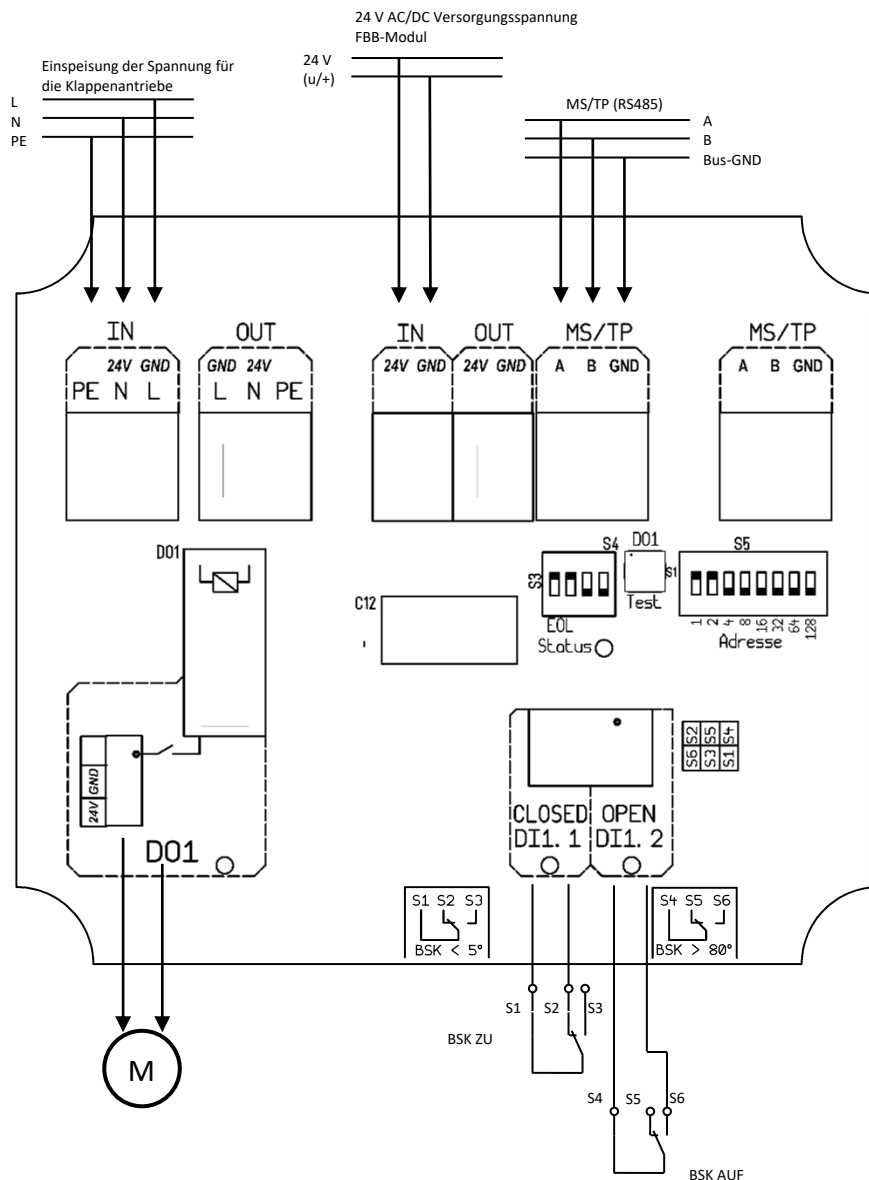 24 V AC/DC Versorgungsspannung
FBB-Modul
24 V
(u/+)
Einspeisung der Spannung für
die Klappenantriebe
L
N
PE
MS/TP (RS485)
A
B
Bus-GND
IN
24V GND
PE N L
OUT
GND 24V
L N PE
IN
24V GND
OUT
24V GND
MS/TP
A B GND
MS/TP
A B GND
DO1
C12
S3
S4
EOL
Status
DO1
Test
S1
S5
1 2 4 8 16 32 64 128
Adresse
24V GND
DO1
CLOSED
DI1.1
OPEN
DI1.2
S6 S2
S3 S5
S1 S4
S1 S2 S3
BSK < 5°
S4 S5 S6
BSK > 80°
S1 S2 S3
BSK ZU
M
S4 S5 S6
BSK AUF